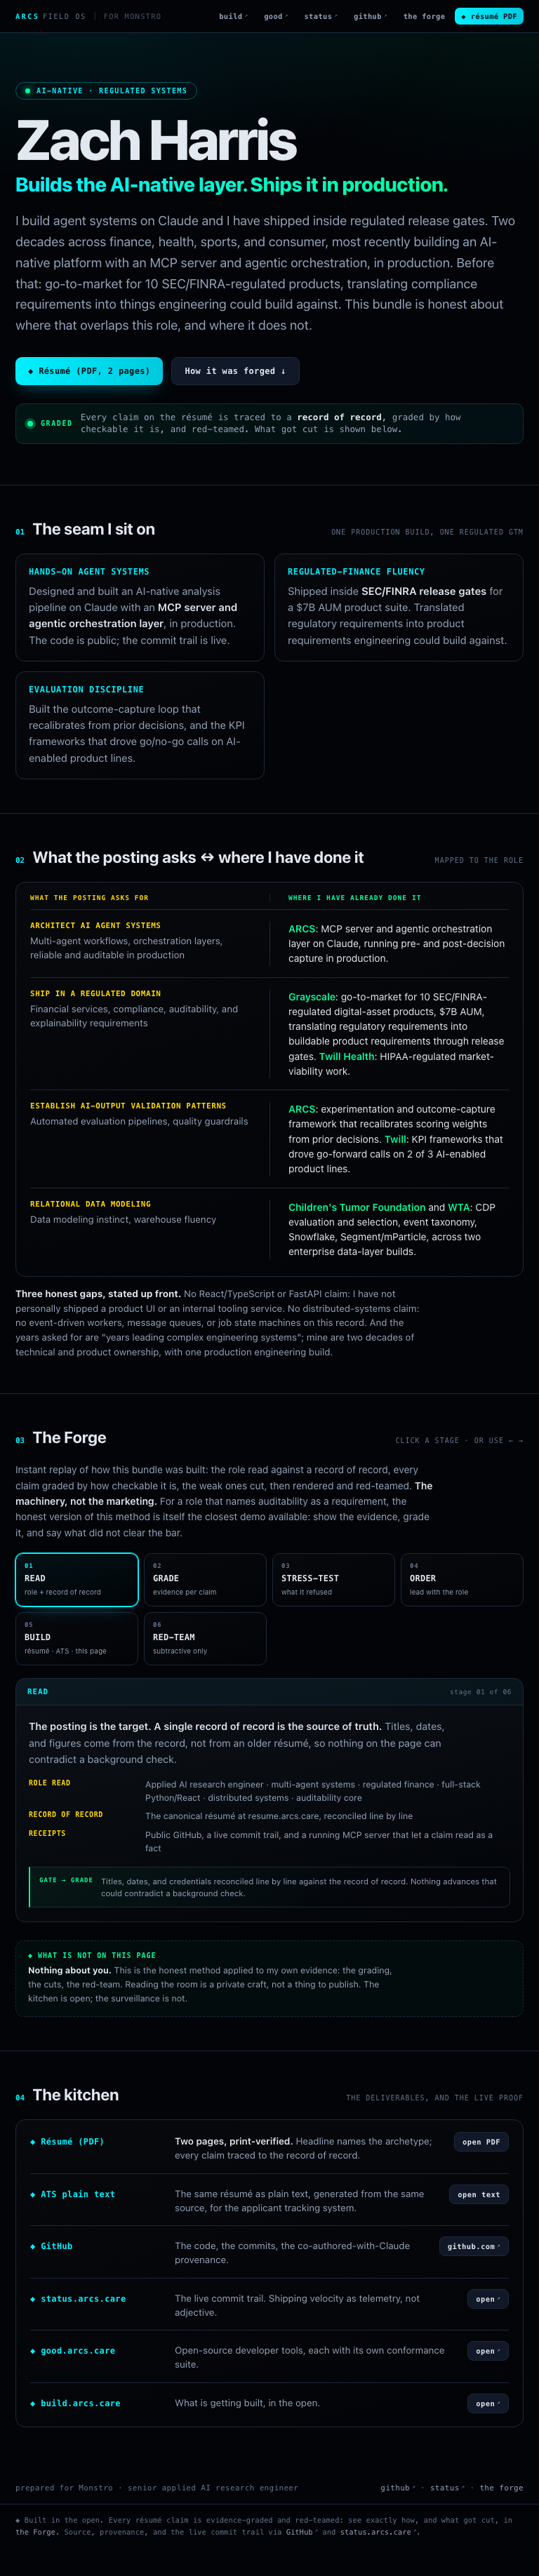 ARCS FIELD OS | FOR MONSTRO build↗ good↗ status↗ github↗ the forge ◆ résumé PDF
AI-NATIVE · REGULATED SYSTEMS
Zach Harris
Builds the AI-native layer. Ships it in production.
I build agent systems on Claude and I have shipped inside regulated release gates. Two
decades across finance, health, sports, and consumer, most recently building an AI-
native platform with an MCP server and agentic orchestration, in production. Before
that: go-to-market for 10 SEC/FINRA-regulated products, translating compliance
requirements into things engineering could build against. This bundle is honest about
where that overlaps this role, and where it does not.
◆ Résumé (PDF, 2 pages) How it was forged ↓
GRADED Every claim on the résumé is traced to a record of record, graded by how
checkable it is, and red-teamed. What got cut is shown below.
01 The seam I sit on ONE PRODUCTION BUILD, ONE REGULATED GTM
HANDS-ON AGENT SYSTEMS
Designed and built an AI-native analysis
pipeline on Claude with an MCP server and
agentic orchestration layer, in production.
The code is public; the commit trail is live.
REGULATED-FINANCE FLUENCY
Shipped inside SEC/FINRA release gates for
a $7B AUM product suite. Translated
regulatory requirements into product
requirements engineering could build against.
EVALUATION DISCIPLINE
Built the outcome-capture loop that
recalibrates from prior decisions, and the KPI
frameworks that drove go/no-go calls on AI-
enabled product lines.
02 What the posting asks ↔ where I have done it MAPPED TO THE ROLE
WHAT THE POSTING ASKS FOR WHERE I HAVE ALREADY DONE IT
ARCHITECT AI AGENT SYSTEMS
Multi-agent workflows, orchestration layers,
reliable and auditable in production
ARCS: MCP server and agentic orchestration
layer on Claude, running pre- and post-decision
capture in production.
SHIP IN A REGULATED DOMAIN
Financial services, compliance, auditability, and
explainability requirements
Grayscale: go-to-market for 10 SEC/FINRA-
regulated digital-asset products, $7B AUM,
translating regulatory requirements into
buildable product requirements through release
gates. Twill Health: HIPAA-regulated market-
viability work.
ESTABLISH AI-OUTPUT VALIDATION PATTERNS
Automated evaluation pipelines, quality guardrails
ARCS: experimentation and outcome-capture
framework that recalibrates scoring weights
from prior decisions. Twill: KPI frameworks that
drove go-forward calls on 2 of 3 AI-enabled
product lines.
RELATIONAL DATA MODELING
Data modeling instinct, warehouse fluency
Children's Tumor Foundation and WTA: CDP
evaluation and selection, event taxonomy,
Snowflake, Segment/mParticle, across two
enterprise data-layer builds.
Three honest gaps, stated up front. No React/TypeScript or FastAPI claim: I have not
personally shipped a product UI or an internal tooling service. No distributed-systems claim:
no event-driven workers, message queues, or job state machines on this record. And the
years asked for are "years leading complex engineering systems"; mine are two decades of
technical and product ownership, with one production engineering build.
03 The Forge CLICK A STAGE · OR USE ← →
Instant replay of how this bundle was built: the role read against a record of record, every
claim graded by how checkable it is, the weak ones cut, then rendered and red-teamed. The
machinery, not the marketing. For a role that names auditability as a requirement, the
honest version of this method is itself the closest demo available: show the evidence, grade
it, and say what did not clear the bar.
01
READ
role + record of record
02
GRADE
evidence per claim
03
STRESS-TEST
what it refused
04
ORDER
lead with the role
05
BUILD
résumé · ATS · this page
06
RED-TEAM
subtractive only
READ stage 01 of 06
The posting is the target. A single record of record is the source of truth. Titles, dates,
and figures come from the record, not from an older résumé, so nothing on the page can
contradict a background check.
ROLE READ Applied AI research engineer · multi-agent systems · regulated finance · full-stack
Python/React · distributed systems · auditability core
RECORD OF RECORD The canonical résumé at resume.arcs.care, reconciled line by line
RECEIPTS Public GitHub, a live commit trail, and a running MCP server that let a claim read as a
fact
GATE → GRADE Titles, dates, and credentials reconciled line by line against the record of record. Nothing advances that
could contradict a background check.
◆ WHAT IS NOT ON THIS PAGE
Nothing about you. This is the honest method applied to my own evidence: the grading,
the cuts, the red-team. Reading the room is a private craft, not a thing to publish. The
kitchen is open; the surveillance is not.
04 The kitchen THE DELIVERABLES, AND THE LIVE PROOF
◆ Résumé (PDF) Two pages, print-verified. Headline names the archetype; open PDF
every claim traced to the record of record.
◆ ATS plain text The same résumé as plain text, generated from the same open text
source, for the applicant tracking system.
◆ GitHub The code, the commits, the co-authored-with-Claude github.com↗
provenance.
◆ status.arcs.care The live commit trail. Shipping velocity as telemetry, not open↗
adjective.
◆ good.arcs.care Open-source developer tools, each with its own conformance open↗
suite.
◆ build.arcs.care What is getting built, in the open. open↗
prepared for Monstro · senior applied AI research engineer github↗ · status↗ · the forge
◆ Built in the open. Every résumé claim is evidence-graded and red-teamed: see exactly how, and what got cut, in
the Forge. Source, provenance, and the live commit trail via GitHub↗ and status.arcs.care↗.